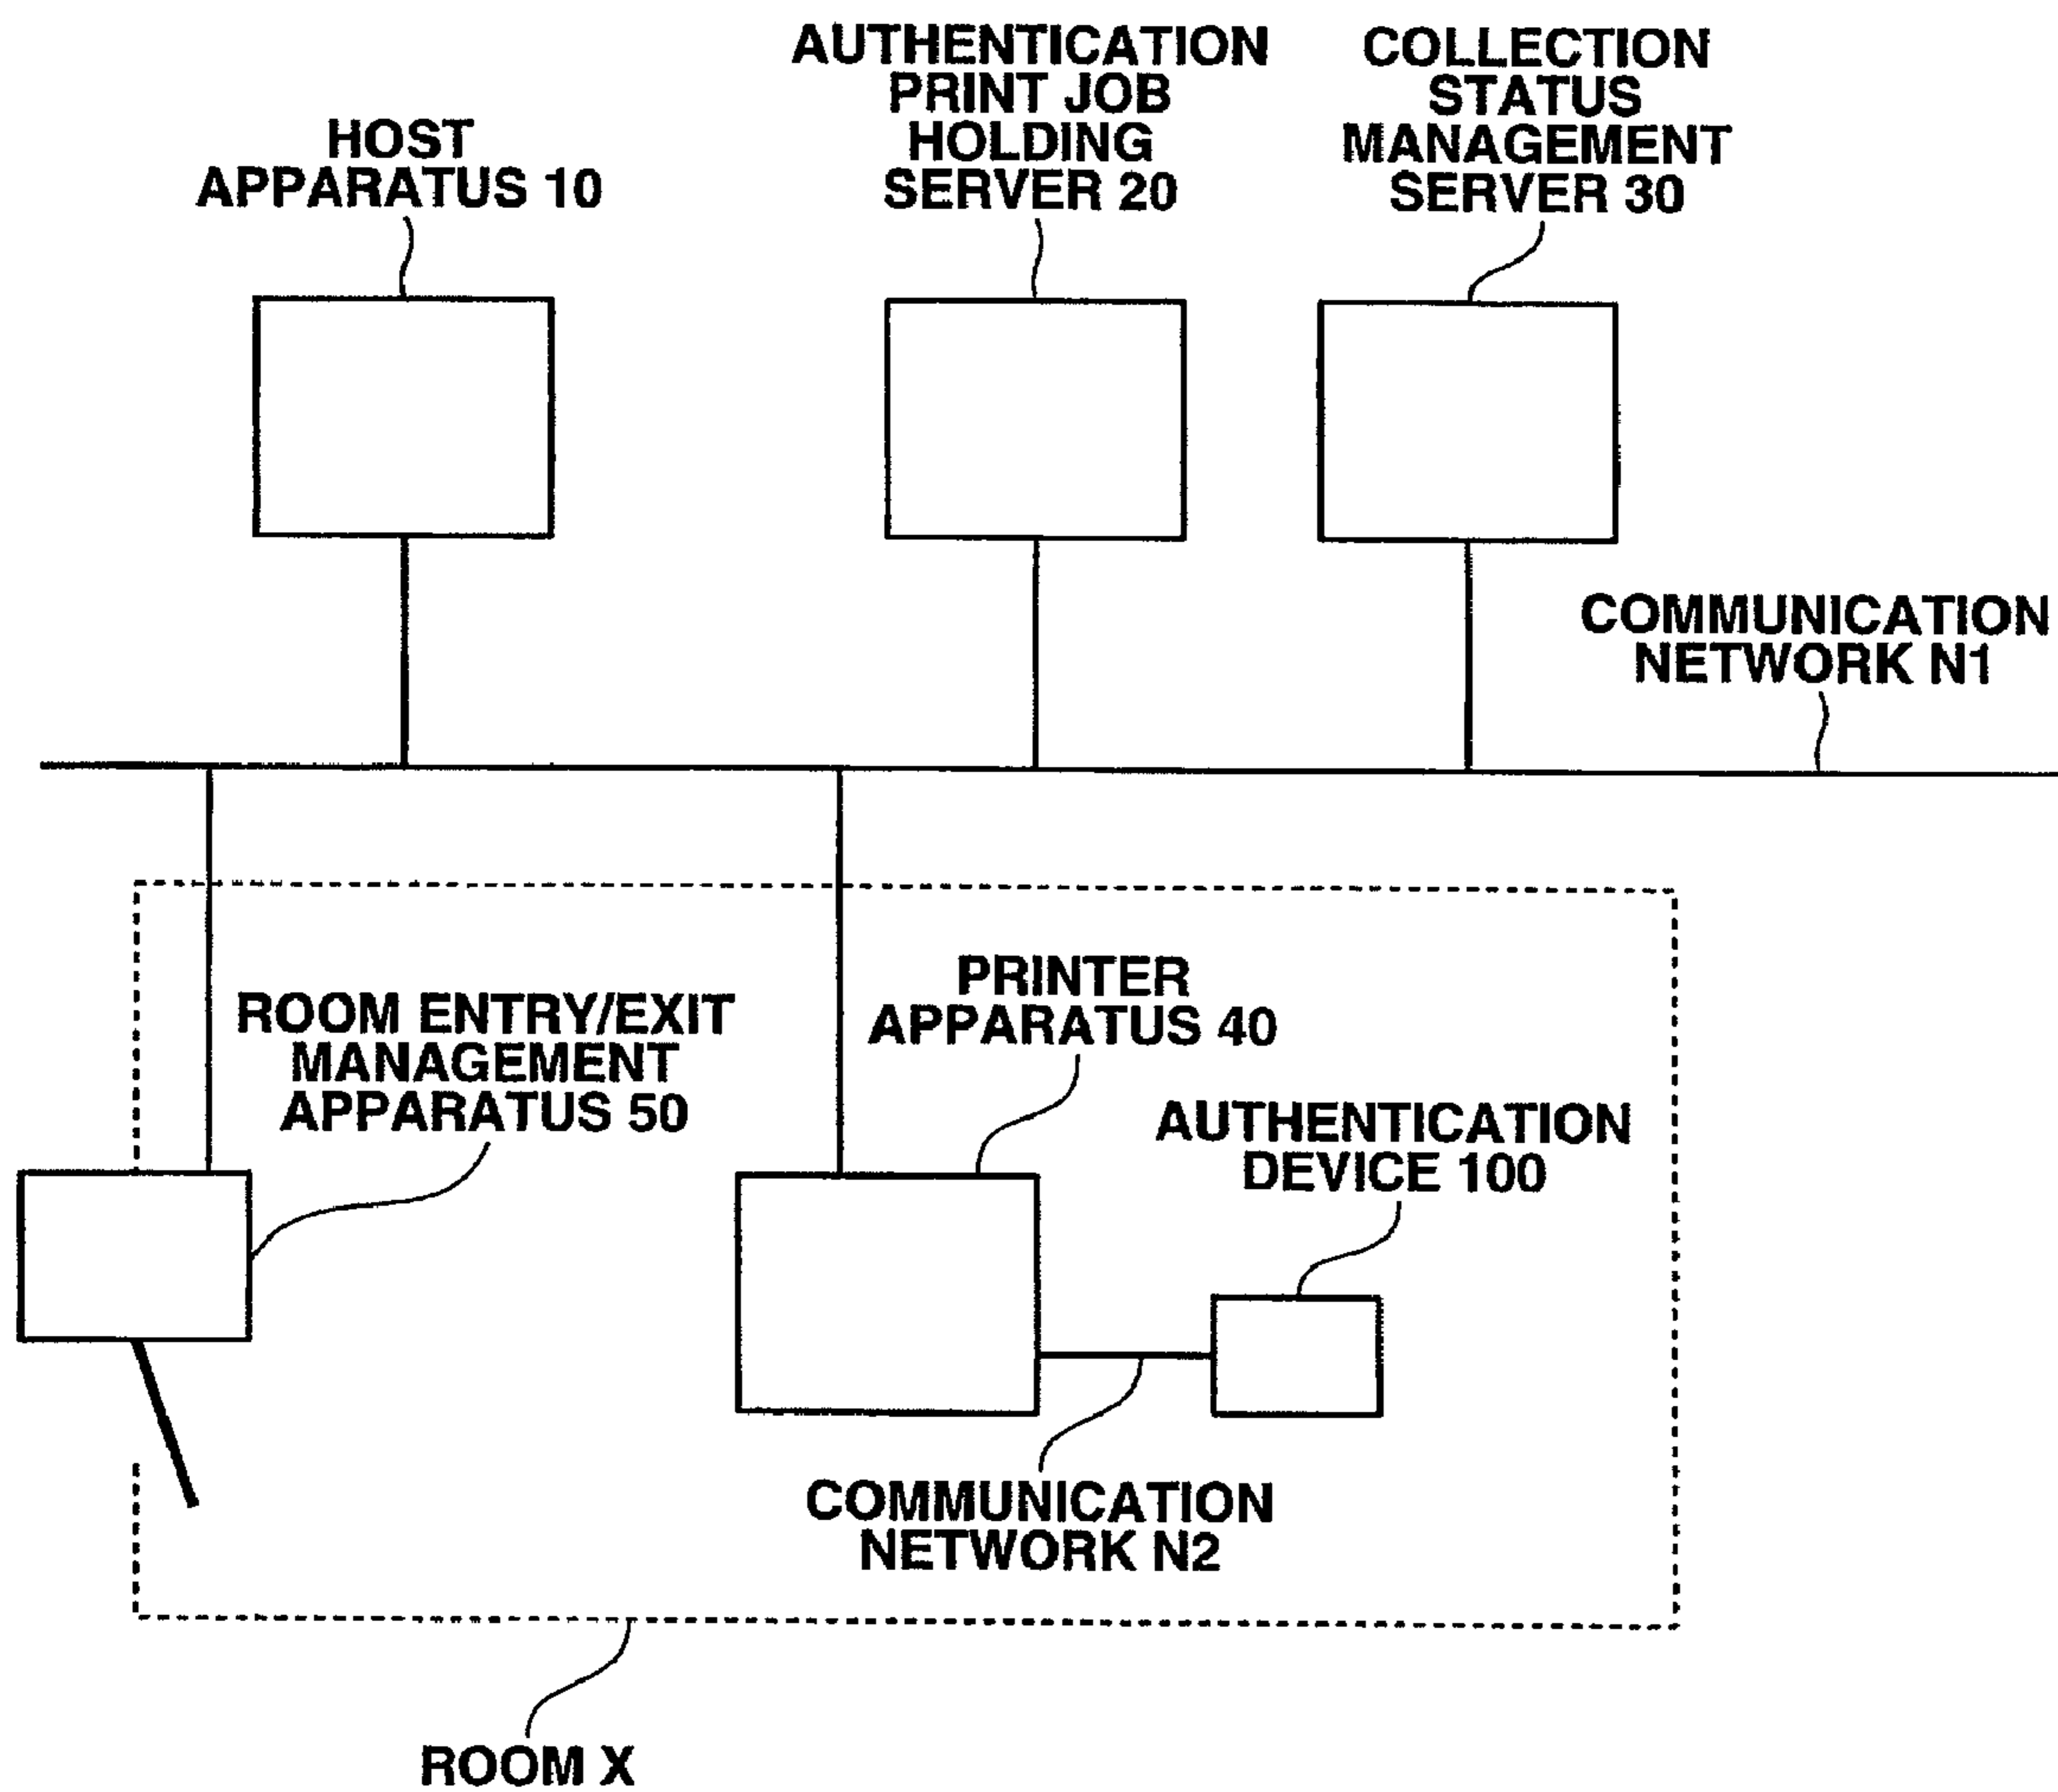 HOST
APPARATUS 10
AUTHENTICATION
PRINT JOB
HOLDING
SERVER 20
COLLECTION
STATUS
MANAGEMENT
SERVER 30
COMMUNICATION
NETWORK N1
ROOM ENTRY/EXIT
MANAGEMENT
APPARATUS 50
PRINTER
APPARATUS 40
AUTHENTICATION
DEVICE 100
COMMUNICATION
NETWORK N2
ROOM X